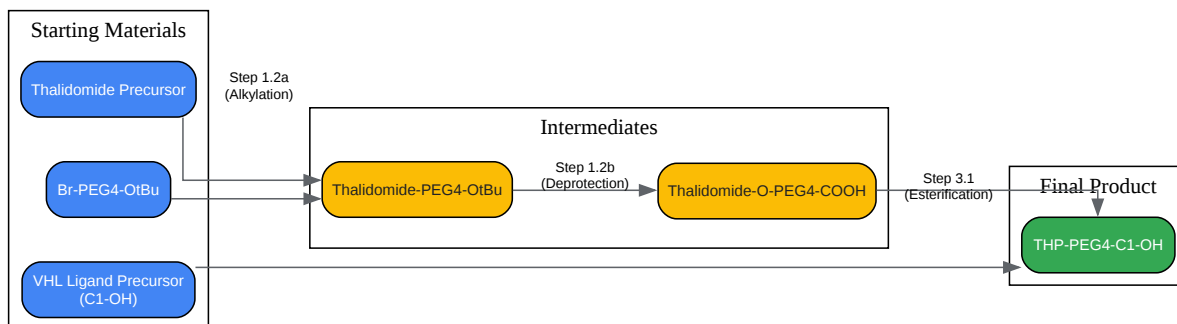 Starting Materials
Thalidomide Precursor
Br-PEG4-OtBu
VHL Ligand Precursor
(C1-OH)
Step 1.2a
(Alkylation)
Intermediates
Thalidomide-PEG4-OtBu
Step 1.2b
(Deprotection)
Thalidomide-O-PEG4-COOH
Step 3.1
(Esterification)
Final Product
THP-PEG4-C1-OH